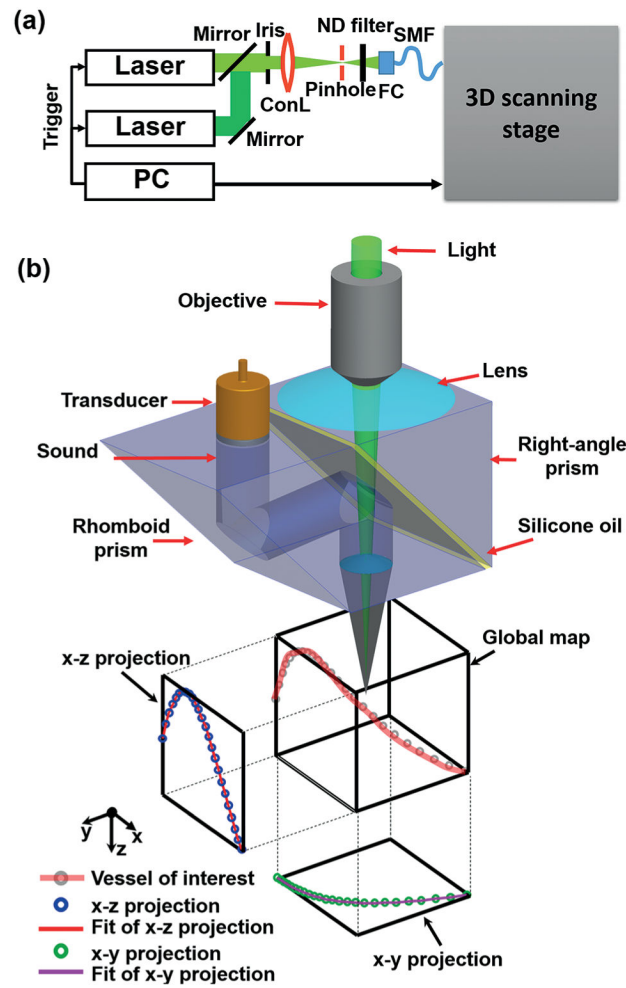 (a)
Mirror
Iris
ND filter
SMF
Laser
ConL
Pinhole
FC
3D scanning
stage
Trigger
Laser
Mirror
PC
(b)
Light
Objective
Lens
Transducer
Sound
Right-angle
prism
Rhomboid
prism
Silicone oil
Global map
x-z projection
y
x
z
Vessel of interest
x-z projection
Fit of x-z projection
x-y projection
Fit of x-y projection
x-y projection